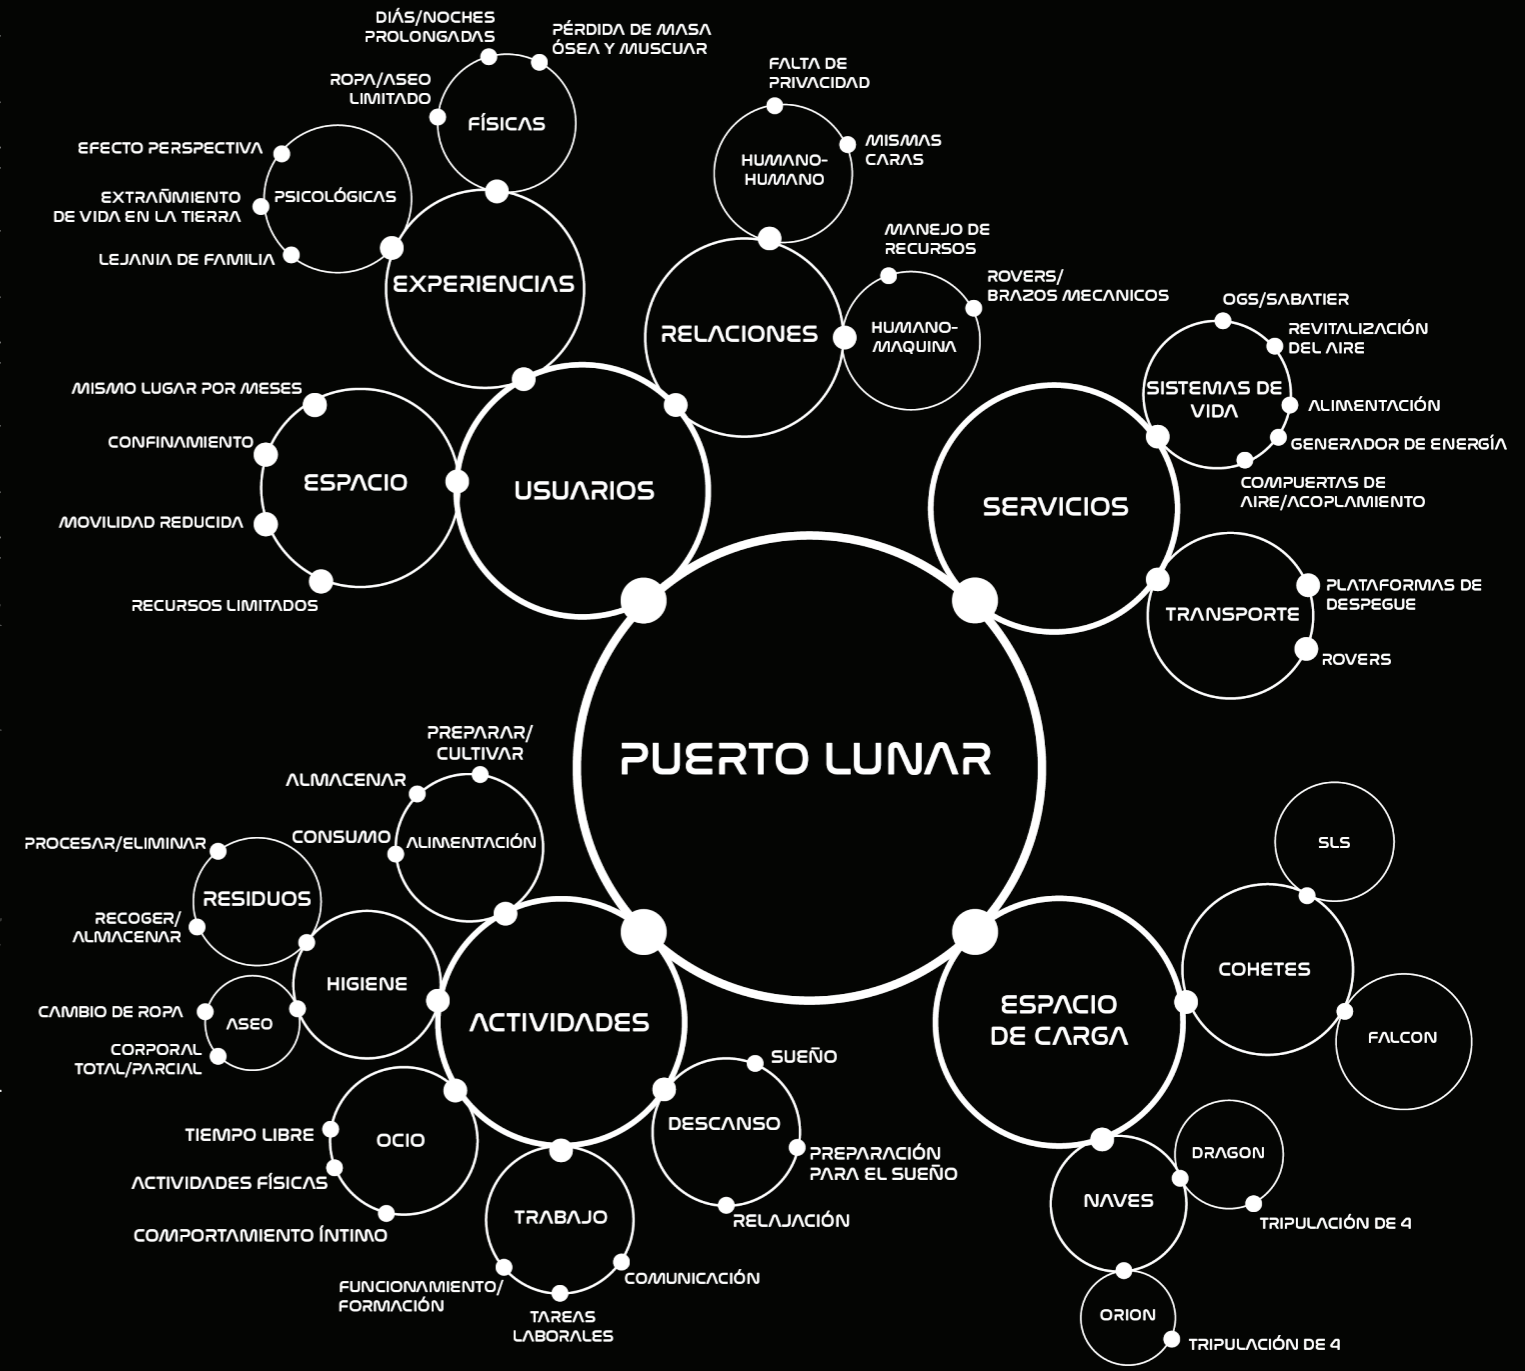 DIÁS/NOCHES
PROLONGADAS
PÉRDIDA DE MASA
ÓSEA Y MUSCUAR
ROPA/ASEO
LIMITADO
FÍSICAS
EFECTO PERSPECTIVA
EXTRAÑMIENTO
DE VIDA EN LA TIERRA
LEJANIA DE FAMILIA
PSICOLÓGICAS
EXPERIENCIAS
FALTA DE
PRIVACIDAD
MISMAS
CARAS
HUMANO-
HUMANO
MANEJO DE
RECURSOS
ROVERS/
BRAZOS MECANICOS
HUMANO-
MAQUINA
RELACIONES
MISMO LUGAR POR MESES
CONFINAMIENTO
MOVILIDAD REDUCIDA
RECURSOS LIMITADOS
ESPACIO
USUARIOS
OGS/SABATIER
REVITALIZACIÓN
DEL AIRE
ALIMENTACIÓN
GENERADOR DE ENERGÍA
COMPUERTAS DE
AIRE/ACOPLAMIENTO
SISTEMAS DE
VIDA
SERVICIOS
TRANSPORTE
PLATAFORMAS DE
DESPEGUE
ROVERS
PUERTO LUNAR
PREPARAR/
CULTIVAR
ALMACENAR
CONSUMO
ALIMENTACIÓN
PROCESAR/ELIMINAR
RECOGER/
ALMACENAR
RESIDUOS
HIGIENE
CAMBIO DE ROPA
CORPORAL
TOTAL/PARCIAL
ASEO
ACTIVIDADES
TIEMPO LIBRE
ACTIVIDADES FÍSICAS
COMPORTAMIENTO ÍNTIMO
OCIO
TRABAJO
FUNCIONAMIENTO/
FORMACIÓN
TAREAS
LABORALES
COMUNICACIÓN
DESCANSO
SUEÑO
PREPARACIÓN
PARA EL SUEÑO
RELAJACIÓN
ESPACIO
DE CARGA
COHETES
SLS
FALCON
NAVES
DRAGON
TRIPULACIÓN DE 4
ORION
TRIPULACIÓN DE 4